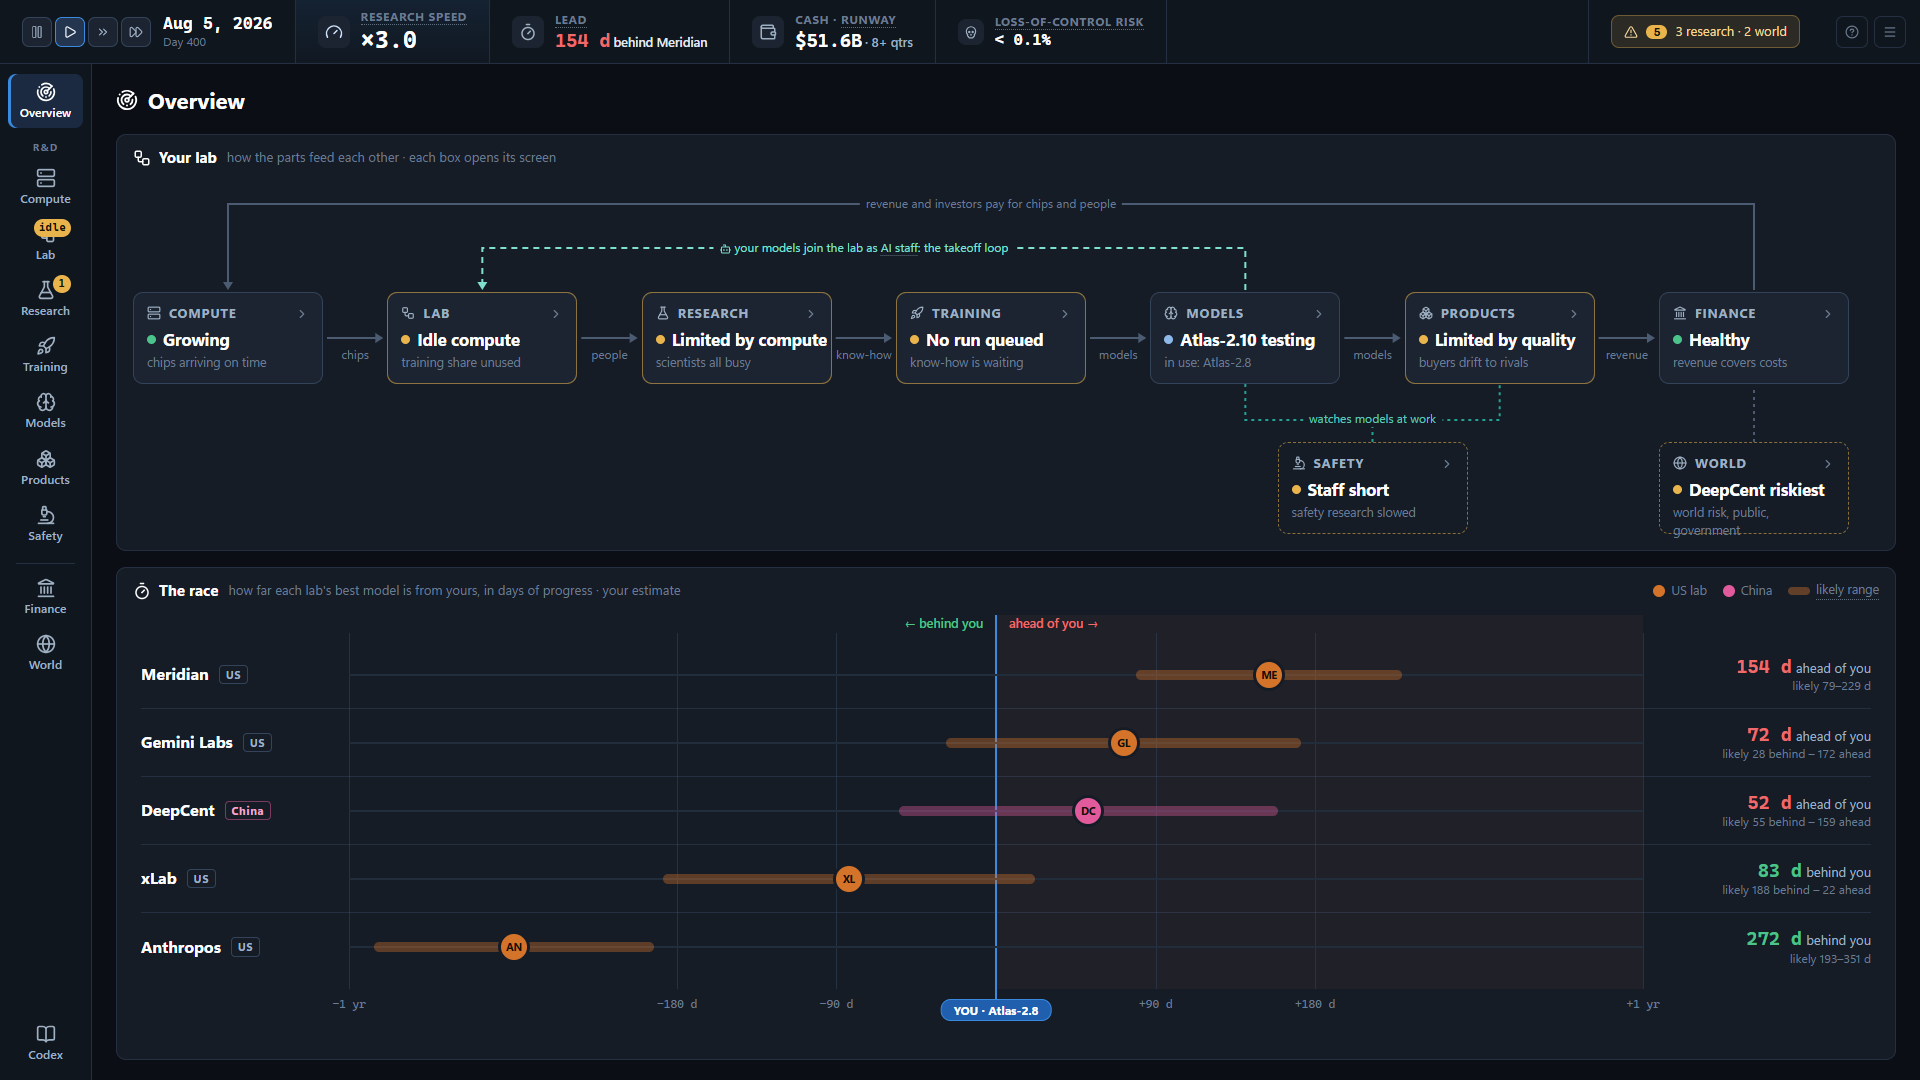 Aug 5, 2026
Day 400
RESEARCH SPEED
×3.0
LEAD
154 d behind Meridian
CASH · RUNWAY
$51.6B · 8+ qtrs
LOSS-OF-CONTROL RISK
< 0.1%
5 3 research · 2 world
Overview
R&D
Compute
idle
Lab
1
Research
Training
Models
Products
Safety
Finance
World
Codex
Overview
Your lab how the parts feed each other · each box opens its screen
revenue and investors pay for chips and people
your models join the lab as AI staff: the takeoff loop
COMPUTE
Growing
chips arriving on time
chips
LAB
Idle compute
training share unused
people
RESEARCH
Limited by compute
scientists all busy
know-how
TRAINING
No run queued
know-how is waiting
models
MODELS
Atlas-2.10 testing
in use: Atlas-2.8
models
PRODUCTS
Limited by quality
buyers drift to rivals
revenue
FINANCE
Healthy
revenue covers costs
watches models at work
SAFETY
Staff short
safety research slowed
WORLD
DeepCent riskiest
world risk, public,
government
The race how far each lab's best model is from yours, in days of progress · your estimate
US lab China likely range
← behind you ahead of you →
Meridian US ME 154 d ahead of you
likely 79–229 d
Gemini Labs US GL 72 d ahead of you
likely 28 behind – 172 ahead
DeepCent China DC 52 d ahead of you
likely 55 behind – 159 ahead
xLab US XL 83 d behind you
likely 188 behind – 22 ahead
Anthropos US AN 272 d behind you
likely 193–351 d
−1 yr −180 d −90 d +90 d +180 d +1 yr
YOU · Atlas-2.8